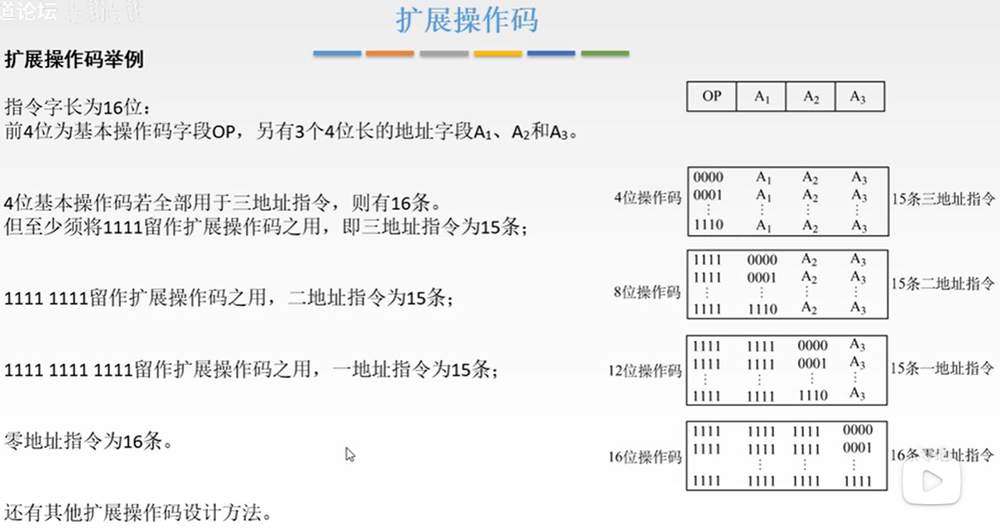 道论坛
扩展操作码
扩展操作码举例
指令字长为16位：
前4位为基本操作码字段OP，另有3个4位长的地址字段A₁、A₂和A₃。
OP A₁ A₂ A₃
4位基本操作码若全部用于三地址指令，则有16条。
但至少须将1111留作扩展操作码之用，即三地址指令为15条；
4位操作码
0000 A₁ A₂ A₃
0001 A₁ A₂ A₃
⋮ ⋮ ⋮ ⋮
1110 A₁ A₂ A₃
15条三地址指令
1111 1111留作扩展操作码之用，二地址指令为15条；
8位操作码
1111 0000 A₂ A₃
1111 0001 A₂ A₃
⋮ ⋮ ⋮ ⋮
1111 1110 A₂ A₃
15条二地址指令
1111 1111 1111留作扩展操作码之用，一地址指令为15条；
12位操作码
1111 1111 0000 A₃
1111 1111 0001 A₃
⋮ ⋮ ⋮ ⋮
1111 1111 1110 A₃
15条一地址指令
零地址指令为16条。
16位操作码
1111 1111 1111 0000
1111 1111 1111 0001
⋮ ⋮ ⋮
1111 1111 1111 1111
16条零地址指令
还有其他扩展操作码设计方法。